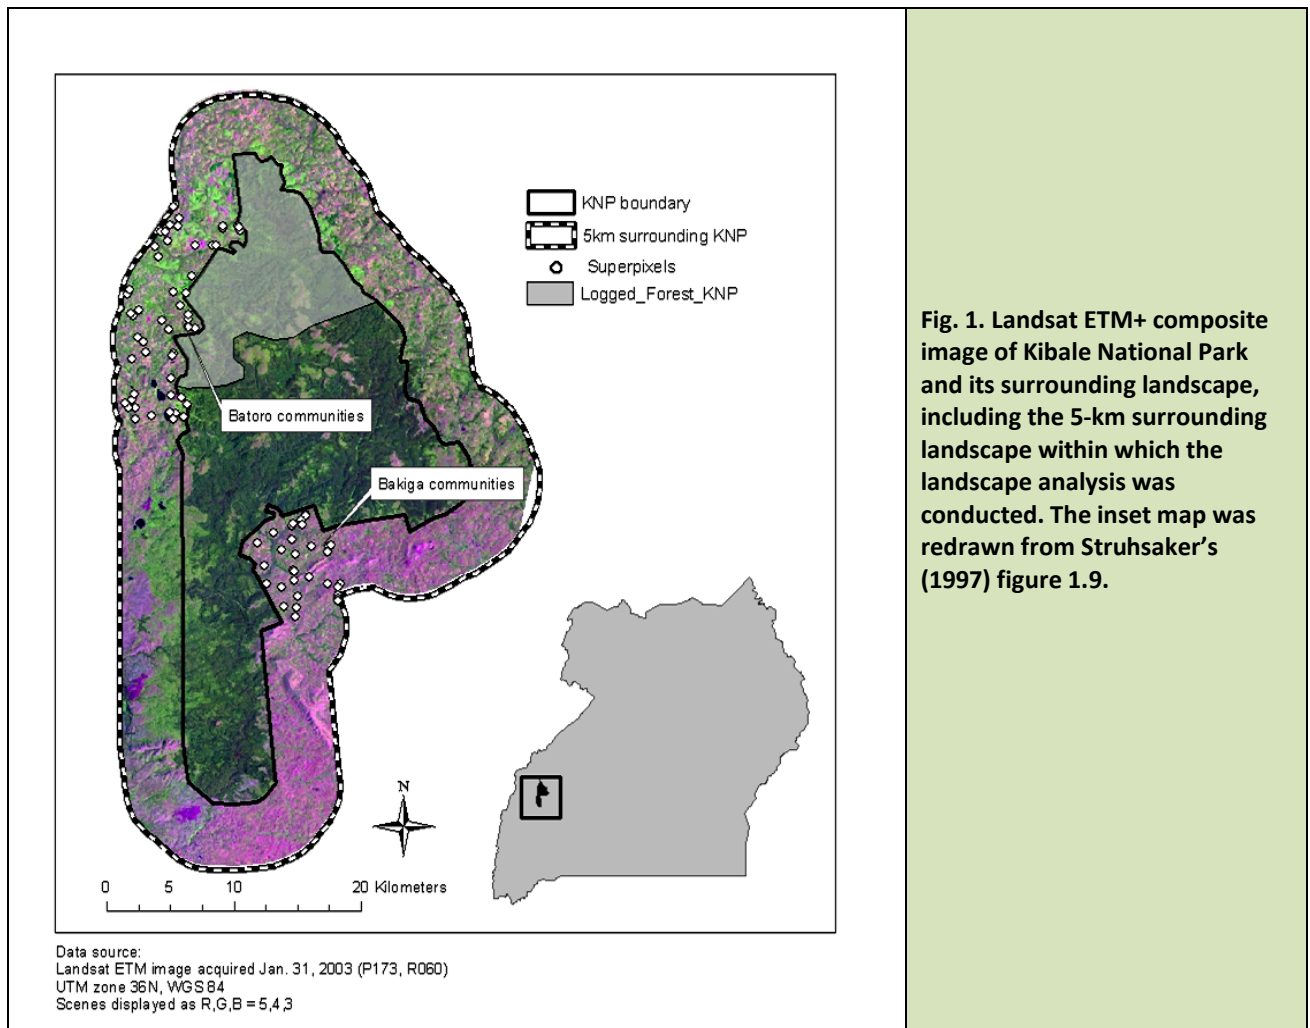 KNP boundary
5km surrounding KNP
Superpixels
Logged_Forest_KNP
Batoro communities
Bakiga communities
N
0 5 10 20 Kilometers
Data source:
Landsat ETM image acquired Jan. 31, 2003 (P173, R060)
UTM zone 36N, WGS 84
Scenes displayed as R,G,B = 5,4,3
Fig. 1. Landsat ETM+ composite
image of Kibale National Park
and its surrounding landscape,
including the 5-km surrounding
landscape within which the
landscape analysis was
conducted. The inset map was
redrawn from Struhsaker’s
(1997) figure 1.9.